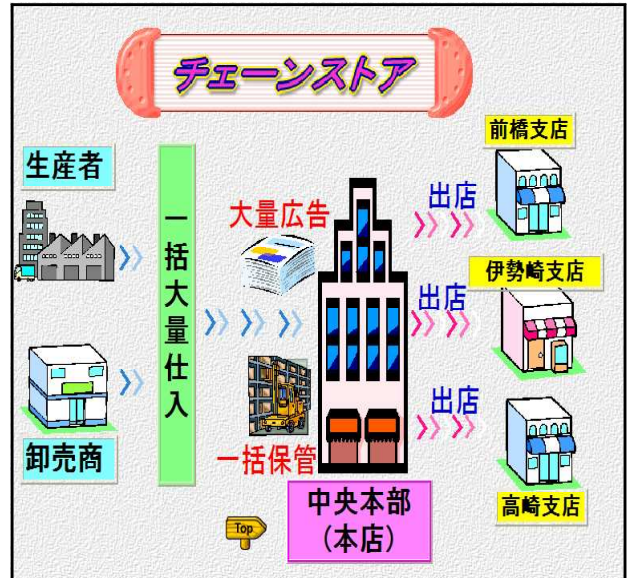 チェーンストア
生産者
卸売商
一括大量仕入
大量広告
一括保管
中央本部
(本店)
出店
前橋支店
出店
伊勢崎支店
出店
高崎支店
Top